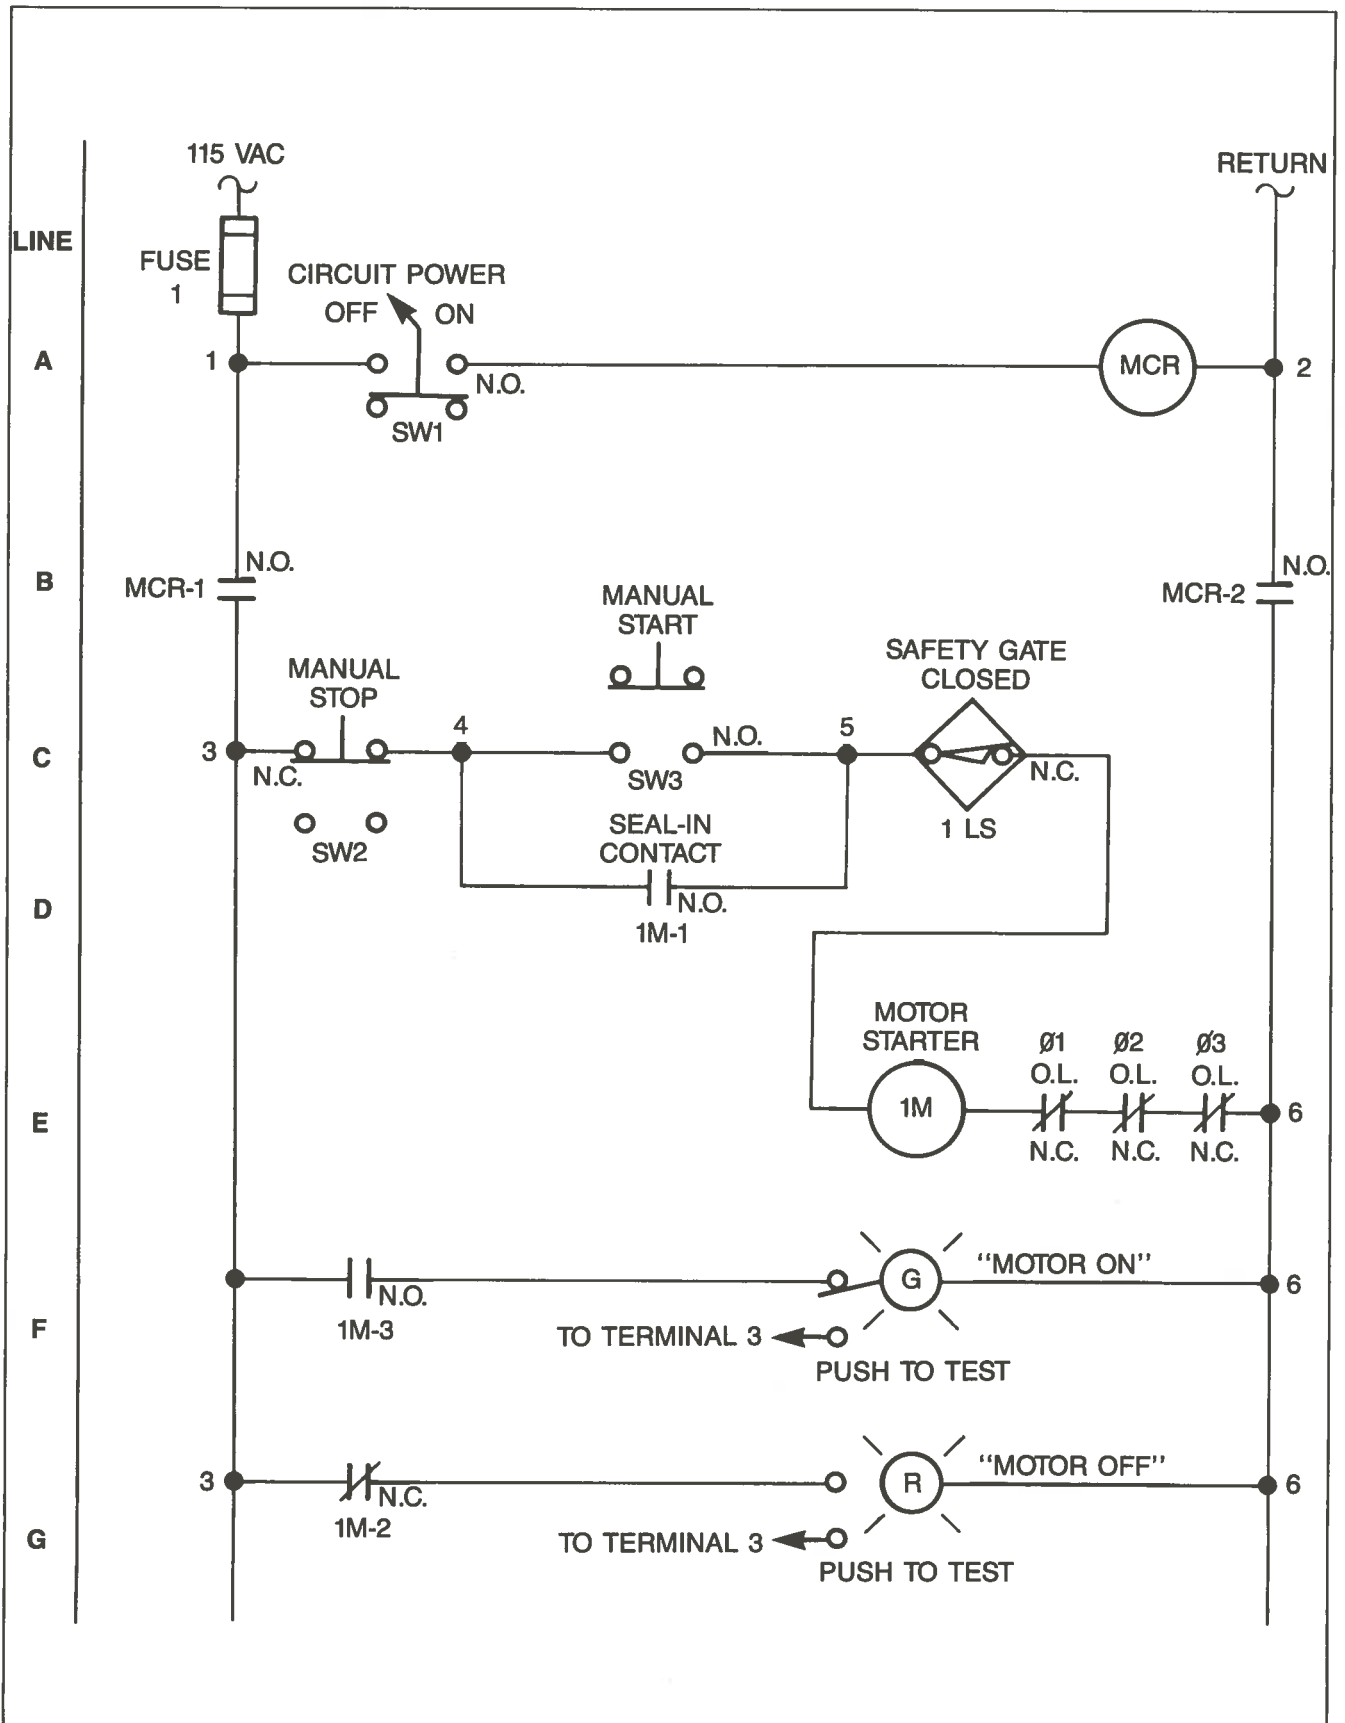 115 VAC
RETURN
LINE
FUSE
1
CIRCUIT POWER
OFF ON
A
1
N.O.
SW1
MCR
2
B
N.O.
MCR-1
N.O.
MCR-2
MANUAL
START
MANUAL
STOP
SAFETY GATE
CLOSED
C
3
N.C.
SW2
4
N.O.
SW3
5
N.C.
1 LS
SEAL-IN
CONTACT
D
N.O.
1M-1
MOTOR
STARTER
Ø1 Ø2 Ø3
O.L. O.L. O.L.
E
1M
6
N.C. N.C. N.C.
F
N.O.
1M-3
G
"MOTOR ON"
6
TO TERMINAL 3
PUSH TO TEST
G
3
N.C.
1M-2
R
"MOTOR OFF"
6
TO TERMINAL 3
PUSH TO TEST